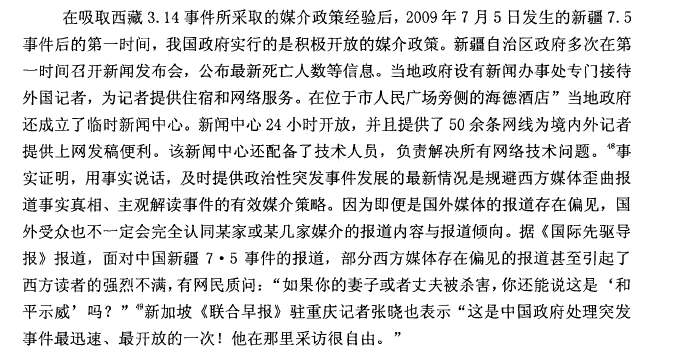 在吸取西藏 3.14 事件所采取的媒介政策经验后，2009 年 7 月 5 日发生的新疆 7.5
事件后的第一时间，我国政府实行的是积极开放的媒介政策。新疆自治区政府多次在第
一时间召开新闻发布会，公布最新死亡人数等信息。当地政府设有新闻办事处专门接待
外国记者，为记者提供住宿和网络服务。在位于市人民广场旁侧的海德酒店”当地政府
还成立了临时新闻中心。新闻中心 24 小时开放，并且提供了 50 余条网线为境内外记者
提供上网发稿便利。该新闻中心还配备了技术人员，负责解决所有网络技术问题。⁴⁸事
实证明，用事实说话，及时提供政治性突发事件发展的最新情况是规避西方媒体歪曲报
道事实真相、主观解读事件的有效媒介策略。因为即便是国外媒体的报道存在偏见，国
外受众也不一定会完全认同某家或某几家媒介的报道内容与报道倾向。据《国际先驱导
报》报道，面对中国新疆 7·5 事件的报道，部分西方媒体存在偏见的报道甚至引起了
西方读者的强烈不满，有网民质问：“如果你的妻子或者丈夫被杀害，你还能说这是‘和
平示威’吗？”⁴⁹新加坡《联合早报》驻重庆记者张晓也表示“这是中国政府处理突发
事件最迅速、最开放的一次！他在那里采访很自由。”